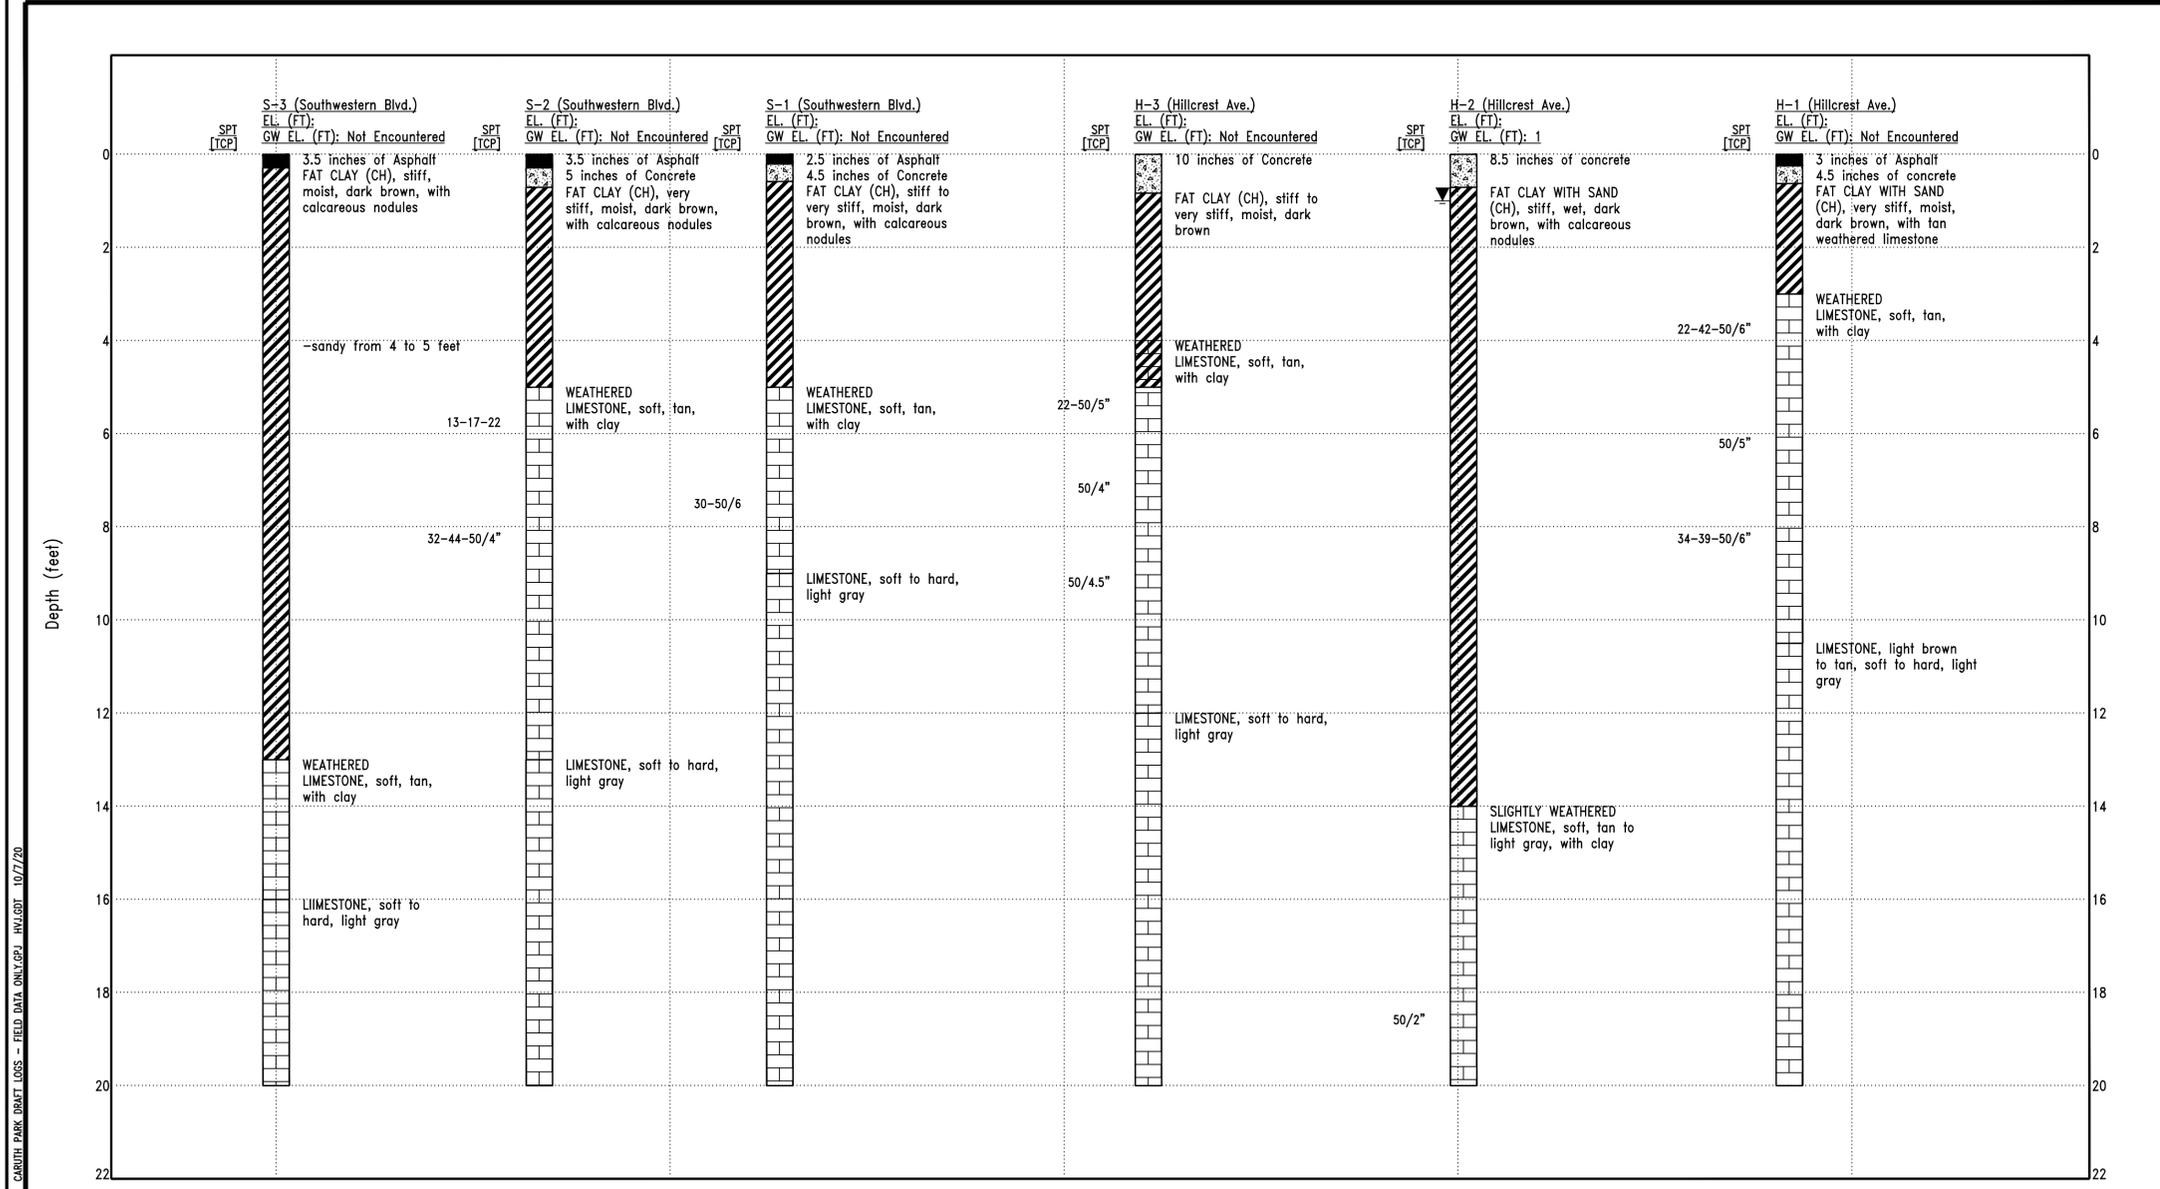 S-3 (Southwestern Blvd.)
EL. (FT):
GW EL. (FT): Not Encountered
SPT
[TCP]
3.5 inches of Asphalt
FAT CLAY (CH), stiff,
moist, dark brown, with
calcareous nodules
-sandy from 4 to 5 feet
WEATHERED
LIMESTONE, soft, tan,
with clay
LIIMESTONE, soft to
hard, light gray
S-2 (Southwestern Blvd.)
EL. (FT):
GW EL. (FT): Not Encountered
SPT
[TCP]
13-17-22
32-44-50/4"
3.5 inches of Asphalt
5 inches of Concrete
FAT CLAY (CH), very
stiff, moist, dark brown,
with calcareous nodules
WEATHERED
LIMESTONE, soft, tan,
with clay
LIMESTONE, soft to hard,
light gray
S-1 (Southwestern Blvd.)
EL. (FT):
GW EL. (FT): Not Encountered
SPT
[TCP]
30-50/6
2.5 inches of Asphalt
4.5 inches of Concrete
FAT CLAY (CH), stiff to
very stiff, moist, dark
brown, with calcareous
nodules
WEATHERED
LIMESTONE, soft, tan,
with clay
LIMESTONE, soft to hard,
light gray
H-3 (Hillcrest Ave.)
EL. (FT):
GW EL. (FT): Not Encountered
SPT
[TCP]
22-50/5"
50/4"
50/4.5"
10 inches of Concrete
FAT CLAY (CH), stiff to
very stiff, moist, dark
brown
WEATHERED
LIMESTONE, soft, tan,
with clay
LIMESTONE, soft to hard,
light gray
H-2 (Hillcrest Ave.)
EL. (FT):
GW EL. (FT): 1
SPT
[TCP]
50/2"
8.5 inches of concrete
FAT CLAY WITH SAND
(CH), stiff, wet, dark
brown, with calcareous
nodules
SLIGHTLY WEATHERED
LIMESTONE, soft, tan to
light gray, with clay
H-1 (Hillcrest Ave.)
EL. (FT):
GW EL. (FT): Not Encountered
SPT
[TCP]
22-42-50/6"
50/5"
34-39-50/6"
3 inches of Asphalt
4.5 inches of concrete
FAT CLAY WITH SAND
(CH), very stiff, moist,
dark brown, with tan
weathered limestone
WEATHERED
LIMESTONE, soft, tan,
with clay
LIMESTONE, light brown
to tan, soft to hard, light
gray
Depth (feet)
0
2
4
6
8
10
12
14
16
18
20
22
0
2
4
6
8
10
12
14
16
18
20
22
CARUTH PARK DRAFT LOGS - FIELD DATA ONLY.GPJ HVJ.GDT 10/7/20